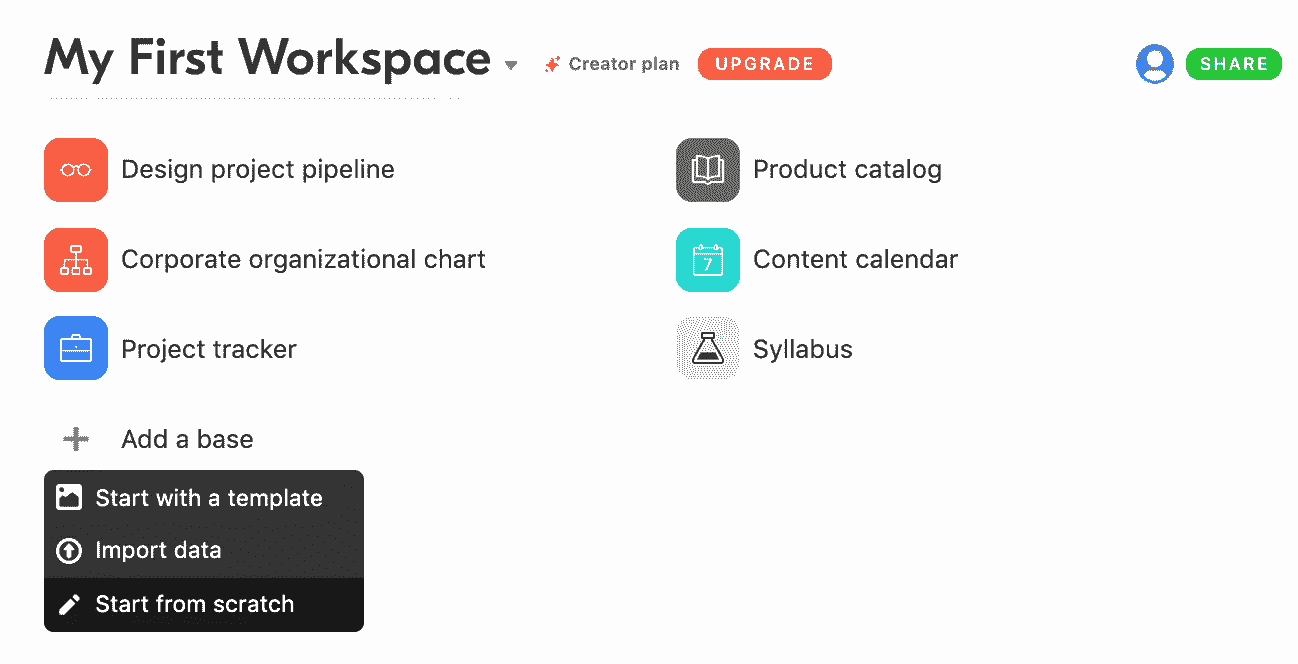 My First Workspace Creator plan UPGRADE SHARE
Design project pipeline
Product catalog
Corporate organizational chart
Content calendar
7
Project tracker
Syllabus
Add a base
Start with a template
Import data
Start from scratch